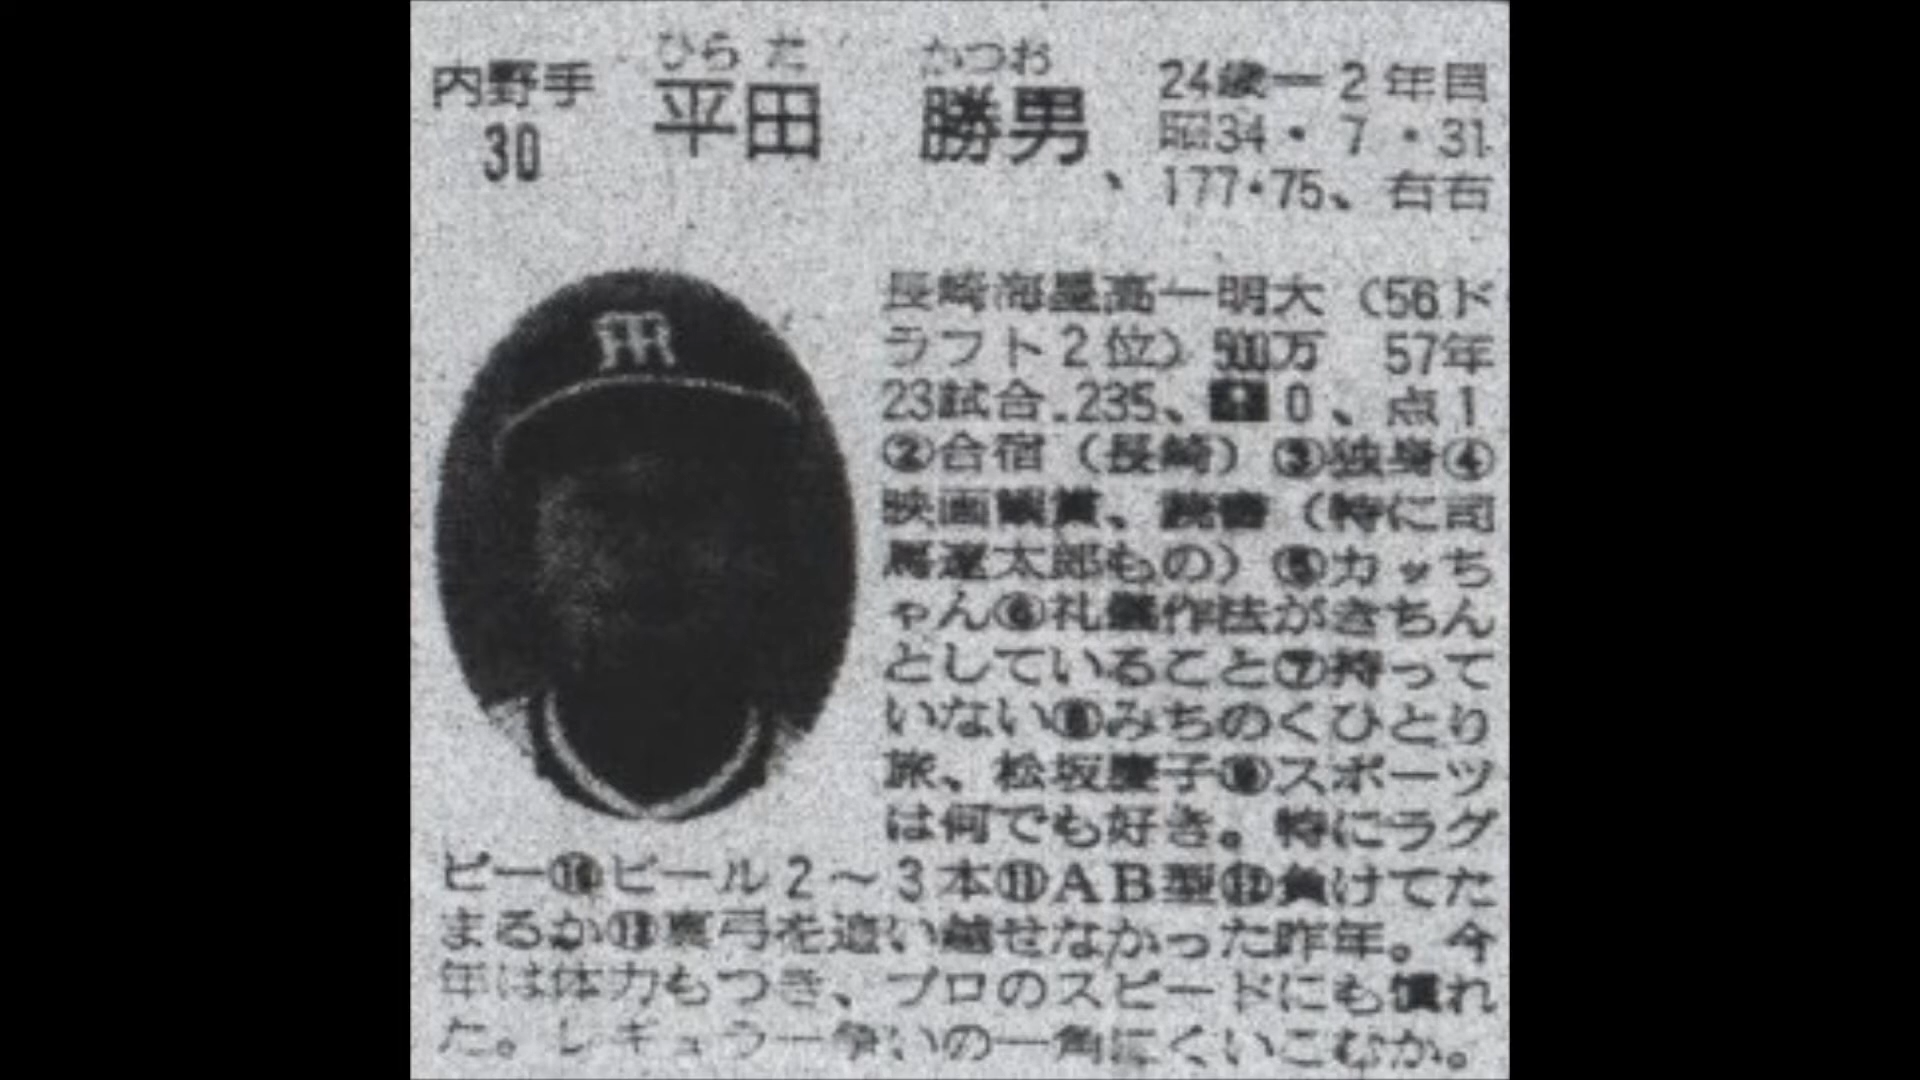 ひらた かつお
内野手 平田 勝男 24歳―2年目
30 昭34・7・31
、177・75、右右
長崎海星高―明大（56ド
ラフト2位）500万 57年
23試合.235、0、点1
②合宿（長崎）③独身④
映画観賞、読書（特に司
馬遼太郎もの）⑤カッち
ゃん⑥礼儀作法がきちん
としていること⑦持って
いない⑧みちのくひとり
旅、松坂慶子⑨スポーツ
は何でも好き。特にラグ
ビー⑩ビール2～3本⑪AB型⑫負けてた
まるか⑬真弓を追い越せなかった昨年。今
年は体力もつき、プロのスピードにも慣れ
た。レギュラー争いの一角にくいこむか。